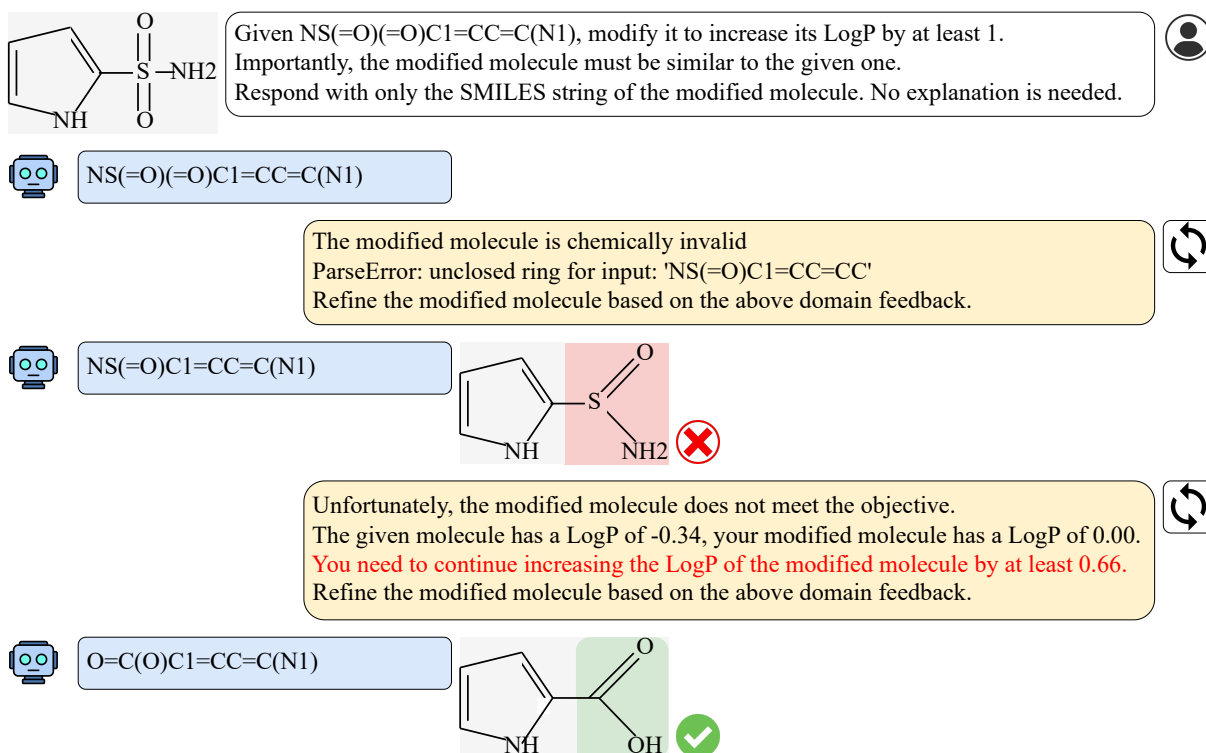 O
S
NH2
NH
O
Given NS(=O)(=O)C1=CC=C(N1), modify it to increase its LogP by at least 1.
Importantly, the modified molecule must be similar to the given one.
Respond with only the SMILES string of the modified molecule. No explanation is needed.
NS(=O)(=O)C1=CC=C(N1)
The modified molecule is chemically invalid
ParseError: unclosed ring for input: 'NS(=O)C1=CC=CC'
Refine the modified molecule based on the above domain feedback.
NS(=O)C1=CC=C(N1)
O
S
NH
NH2
Unfortunately, the modified molecule does not meet the objective.
The given molecule has a LogP of -0.34, your modified molecule has a LogP of 0.00.
You need to continue increasing the LogP of the modified molecule by at least 0.66.
Refine the modified molecule based on the above domain feedback.
O=C(O)C1=CC=C(N1)
O
NH
OH